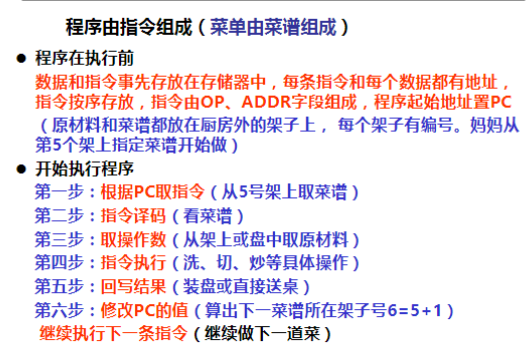 程序由指令组成（菜单由菜谱组成）
● 程序在执行前
数据和指令事先存放在存储器中，每条指令和每个数据都有地址，
指令按序存放，指令由OP、ADDR字段组成，程序起始地址置PC
（原材料和菜谱都放在厨房外的架子上， 每个架子有编号。妈妈从
第5个架上指定菜谱开始做）
● 开始执行程序
第一步：根据PC取指令（从5号架上取菜谱）
第二步：指令译码（看菜谱）
第三步：取操作数（从架上或盘中取原材料）
第四步：指令执行（洗、切、炒等具体操作）
第五步：回写结果（装盘或直接送桌）
第六步：修改PC的值（算出下一菜谱所在架子号6=5+1）
继续执行下一条指令（继续做下一道菜）